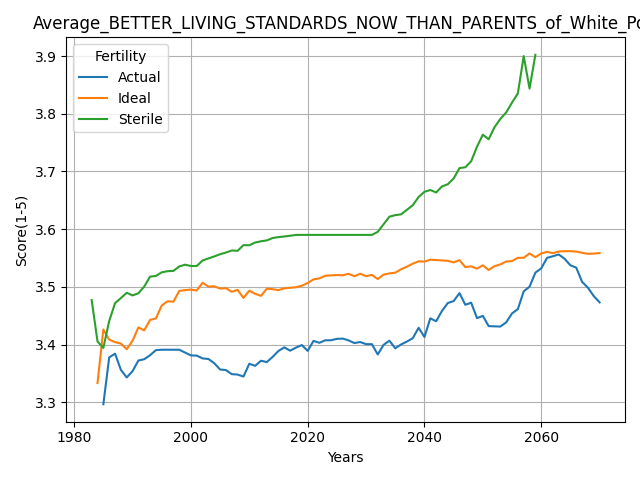 Average_BETTER_LIVING_STANDARDS_NOW_THAN_PARENTS_of_White_Po
Fertility
Actual
Ideal
Sterile
Score(1-5)
3.9
3.8
3.7
3.6
3.5
3.4
3.3
1980 2000 2020 2040 2060
Years